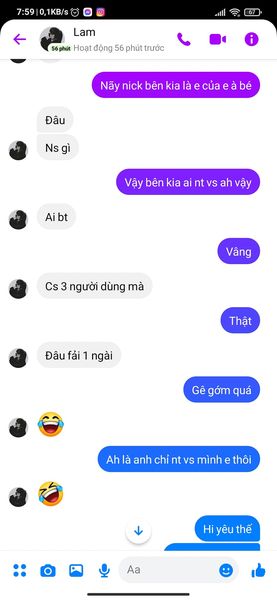 7:59 | 0,1KB/s
67
Lam
56 phút
Hoạt động 56 phút trước
Nãy nick bên kia là e của e à bé
Đâu
Ns gì
Vậy bên kia ai nt vs ah vậy
Ai bt
Vâng
Cs 3 người dùng mà
Thật
Đâu fải 1 ngài
Gê gớm quá
Ah là anh chỉ nt vs mình e thôi
Hi yêu thế
Aa